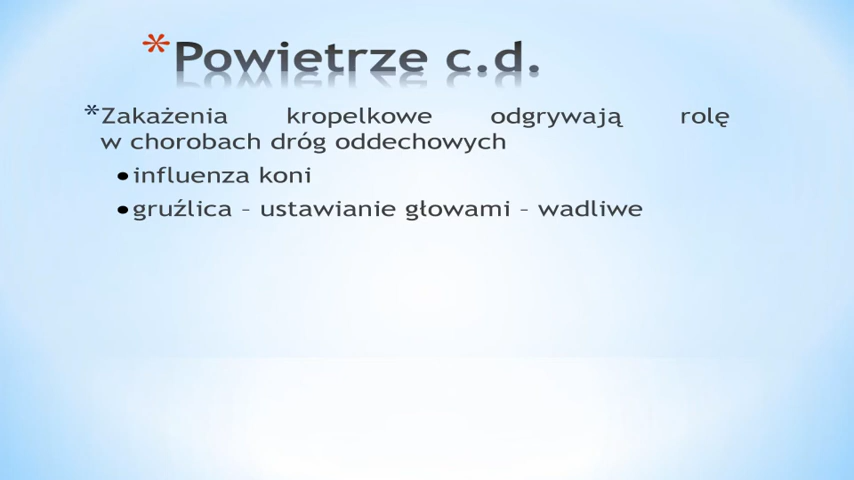 *Powietrze c.d.
*Zakażenia kropelkowe odgrywają rolę
w chorobach dróg oddechowych
•influenza koni
•gruźlica – ustawianie głowami – wadliwe